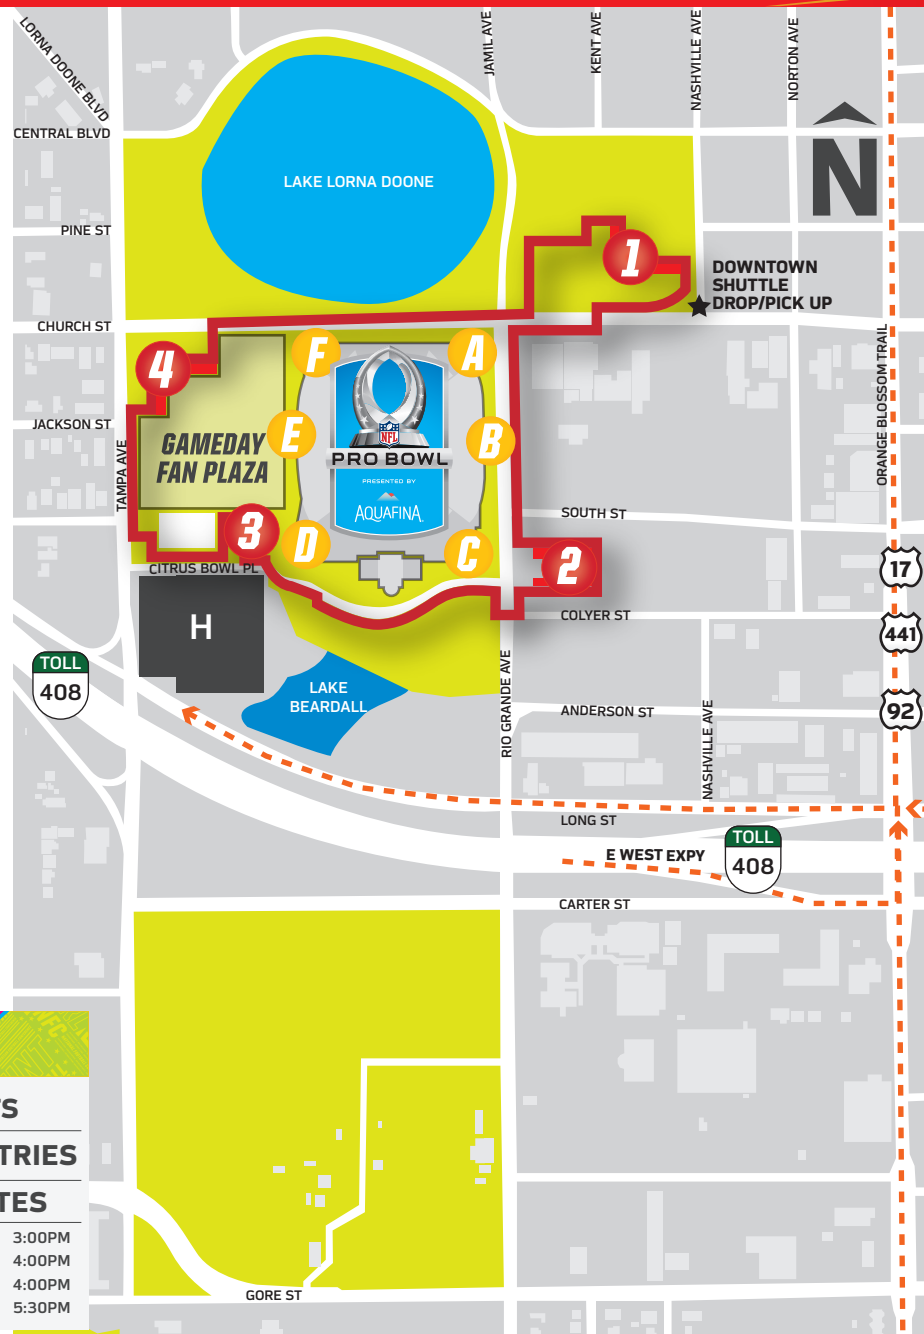 LORNA DOONE BLVD
JAMIL AVE
KENT AVE
NASHVILLE AVE
NORTON AVE
CENTRAL BLVD
N
LAKE LORNA DOONE
PINE ST
1
DOWNTOWN
SHUTTLE
DROP/PICK UP
CHURCH ST
4
F
A
ORANGE BLOSSOM TRAIL
JACKSON ST
TAMPA AVE
GAMEDAY
FAN PLAZA
E
NFL
PRO BOWL
PRESENTED BY
AQUAFINA
B
SOUTH ST
3
D
C
2
17
CITRUS BOWL PL
H
COLYER ST
441
TOLL
408
LAKE
BEARDALL
RIO GRANDE AVE
ANDERSON ST
NASHVILLE AVE
92
LONG ST
E WEST EXPY
TOLL
408
CARTER ST
TS
TRIES
TES
3:00PM
4:00PM
4:00PM
5:30PM
GORE ST